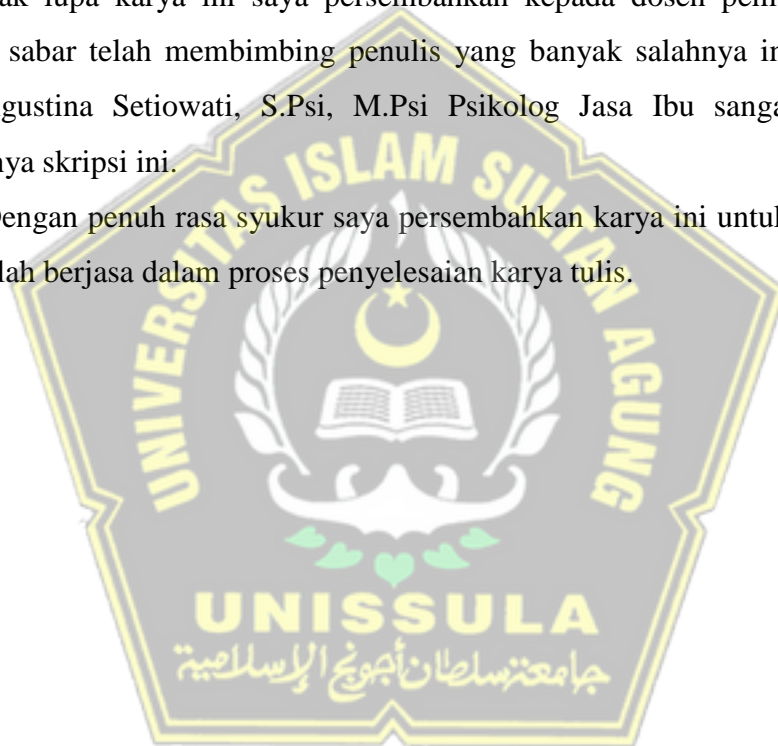 ak lupa karya ini saya persembahkan kepada dosen
sabar telah membimbing penulis yang banyak salahnya in
gustina Setiowati, S.Psi, M.Psi Psikolog Jasa Ibu sanga
nya skripsi ini.
Dengan penuh rasa syukur saya persembahkan karya ini untuk
lah berjasa dalam proses penyelesaian karya tulis.
UNIVERSITAS ISLAM SULTAN AGUNG
UNISSULA
جامعة سلطان أجونج الإسلامية